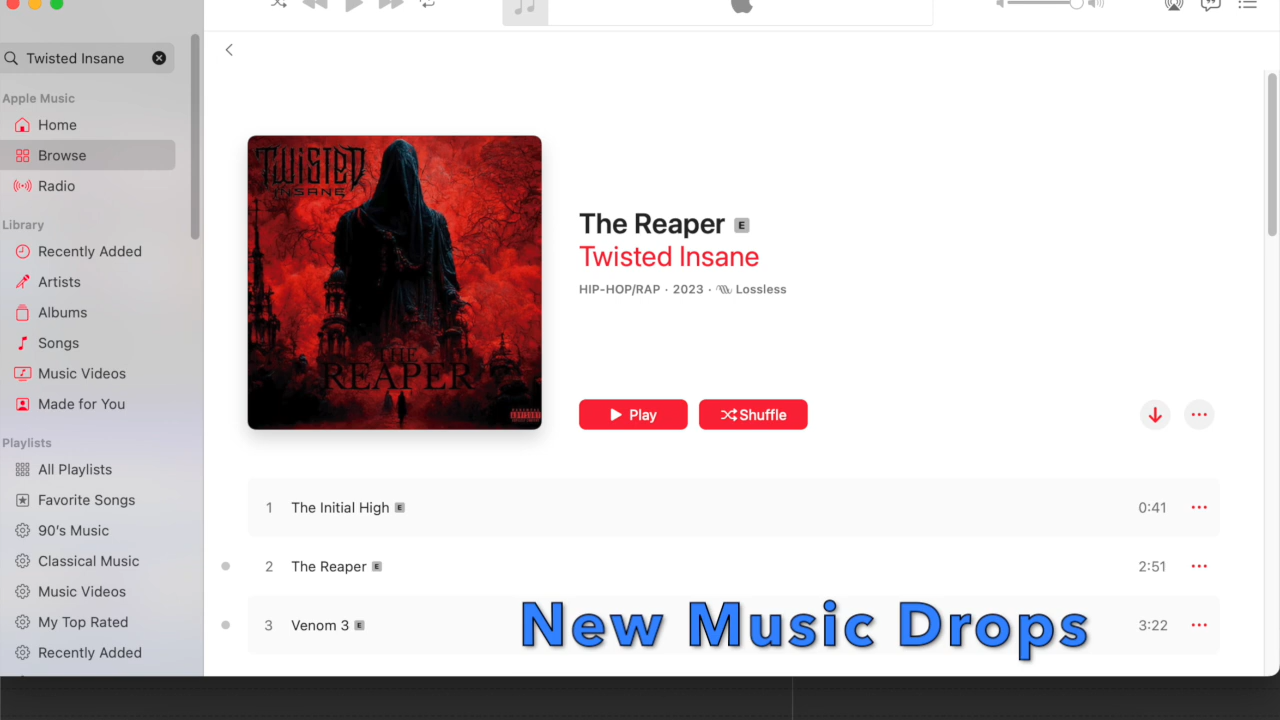 Twisted Insane
Apple Music
Home
Browse
Radio
Library
Recently Added
Artists
Albums
Songs
Music Videos
Made for You
Playlists
All Playlists
Favorite Songs
90's Music
Classical Music
Music Videos
My Top Rated
Recently Added
TWISTED
INSANE
THE
REAPER
The Reaper E
Twisted Insane
HIP-HOP/RAP · 2023 · Lossless
Play
Shuffle
1 The Initial High E 0:41
2 The Reaper E 2:51
3 Venom 3 E 3:22
New Music Drops